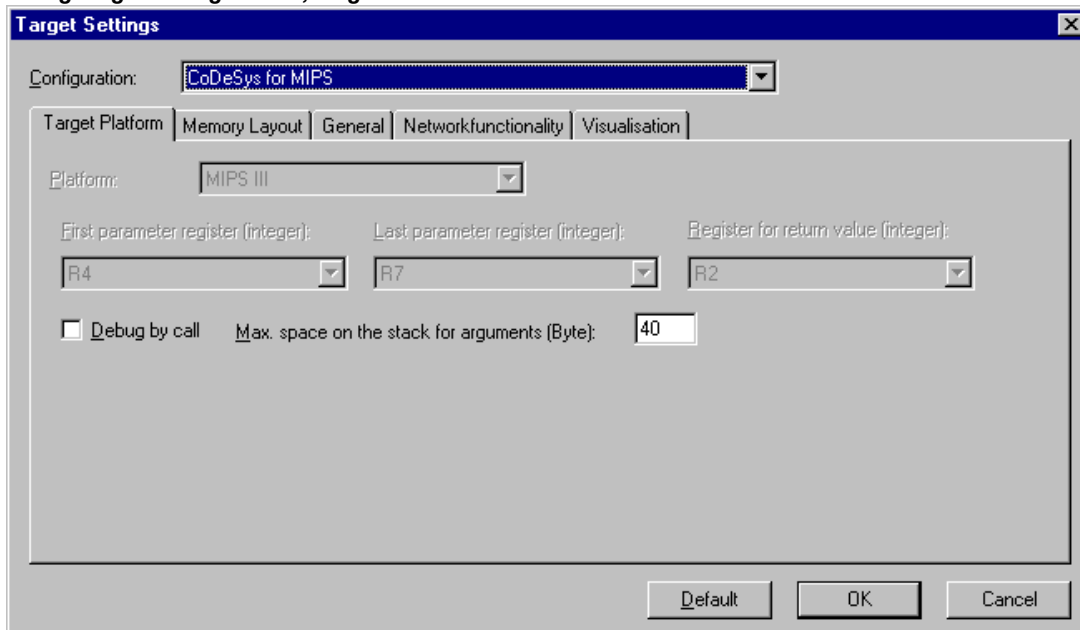 Target Settings
Configuration: CoDeSys for MIPS
Target Platform Memory Layout General Networkfunctionality Visualisation
Platform: MIPS III
First parameter register (integer): Last parameter register (integer): Register for return value (integer):
R4 R7 R2
Debug by call Max. space on the stack for arguments (Byte): 40
Default OK Cancel